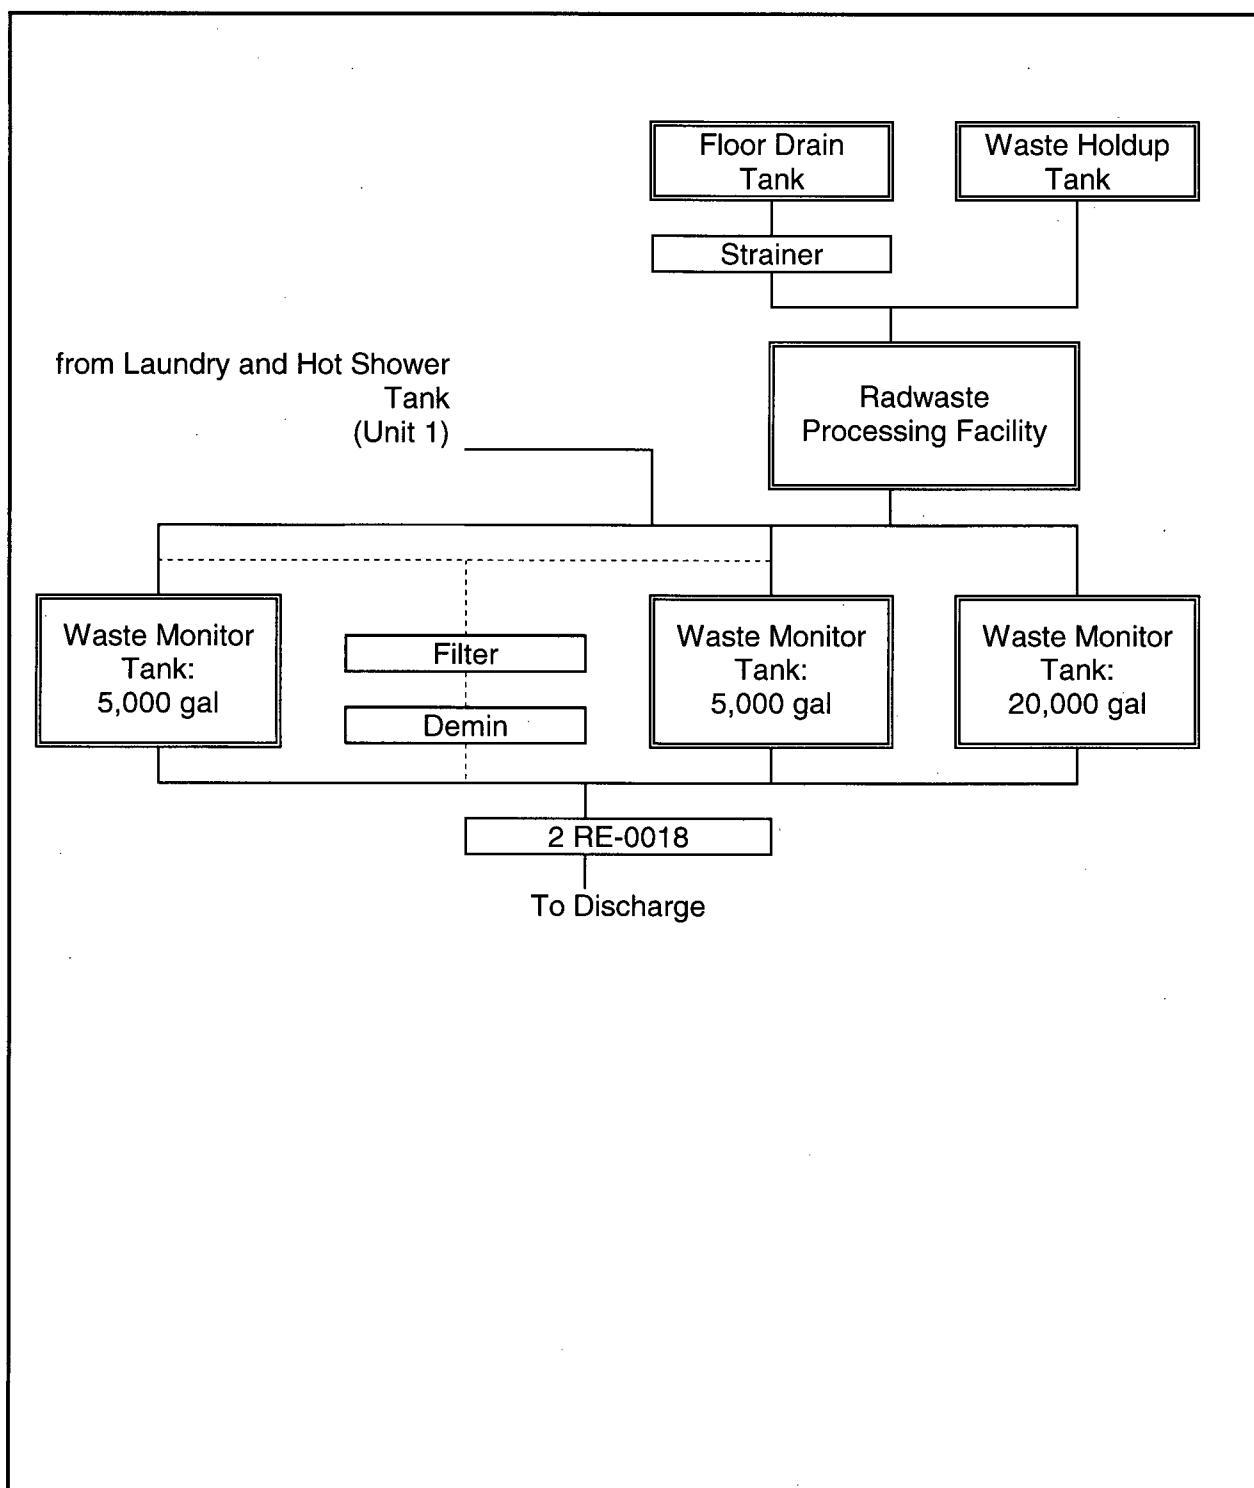 Floor Drain
Tank
Waste Holdup
Tank
Strainer
from Laundry and Hot Shower
Tank
(Unit 1)
Radwaste
Processing Facility
Waste Monitor
Tank:
5,000 gal
Filter
Demin
Waste Monitor
Tank:
5,000 gal
Waste Monitor
Tank:
20,000 gal
2 RE-0018
To Discharge